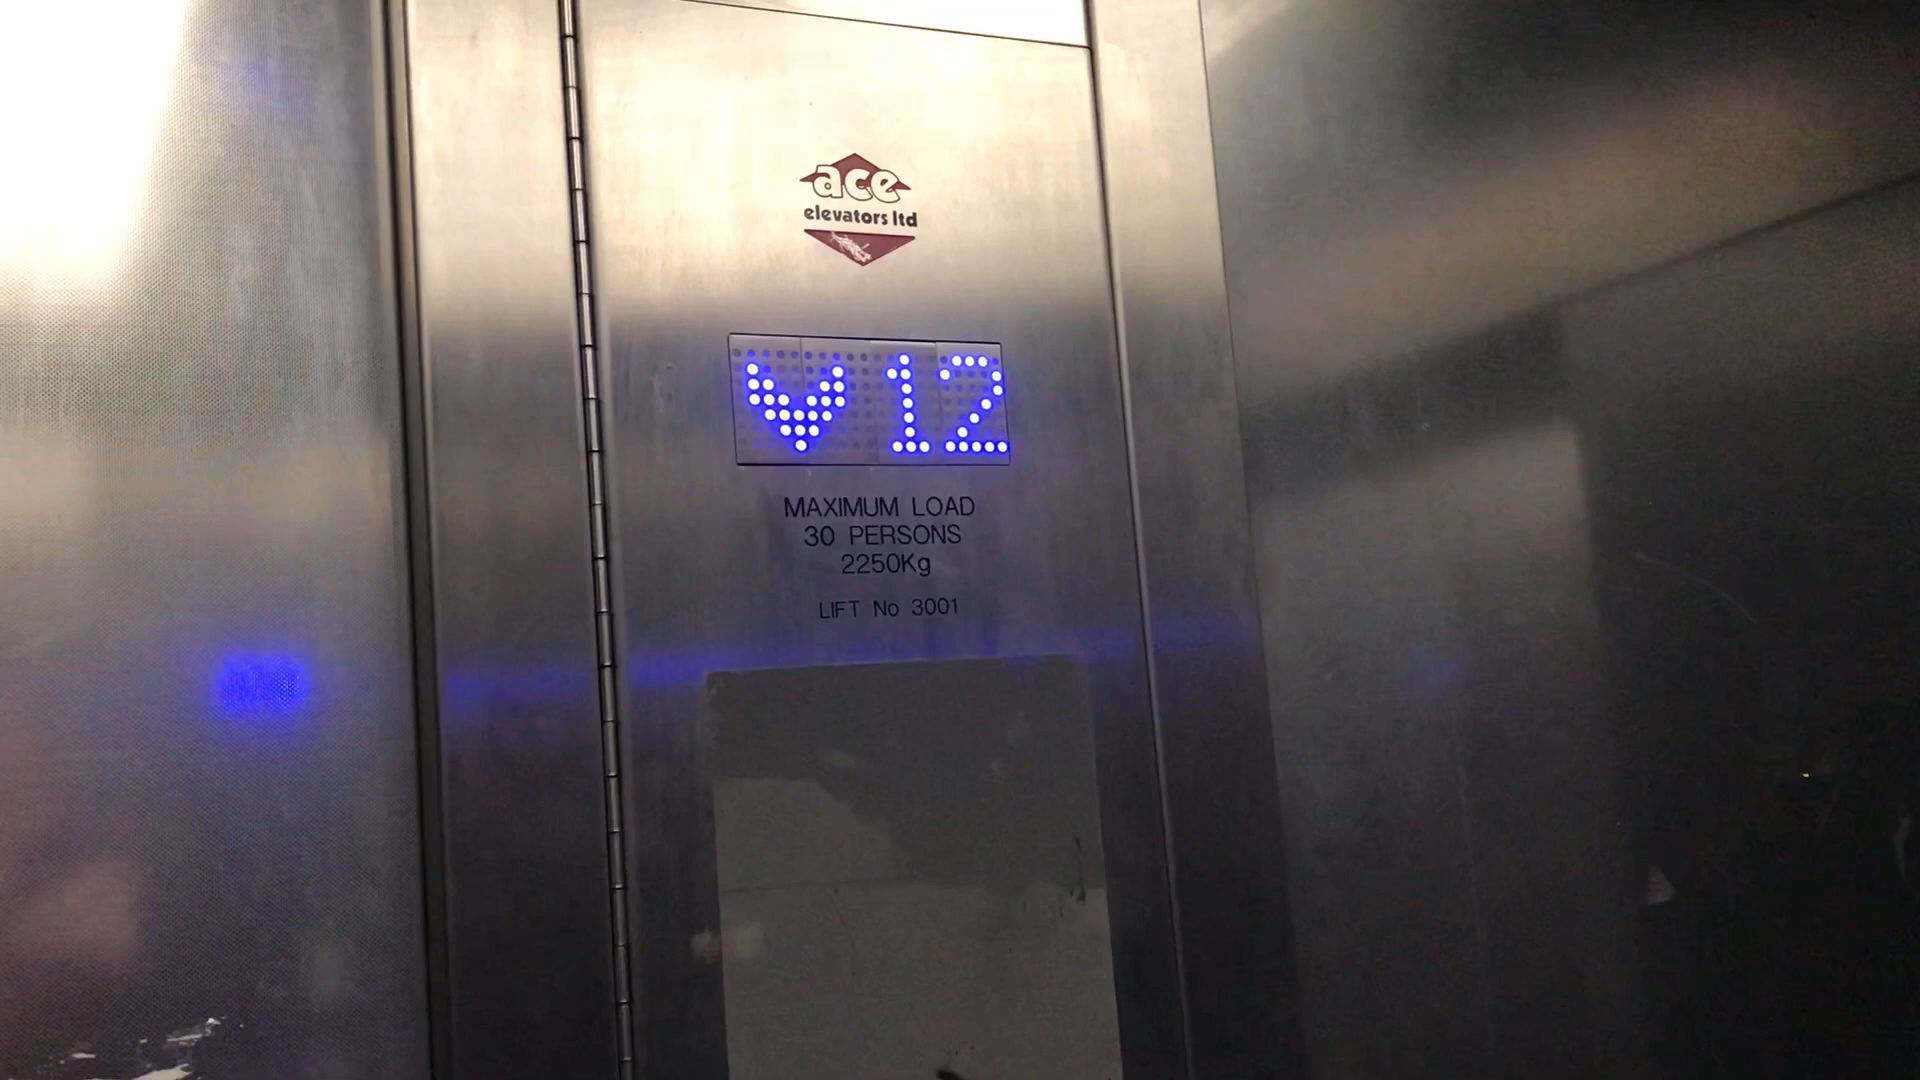 ace
elevators ltd
12
MAXIMUM LOAD
30 PERSONS
2250Kg
LIFT No 3001